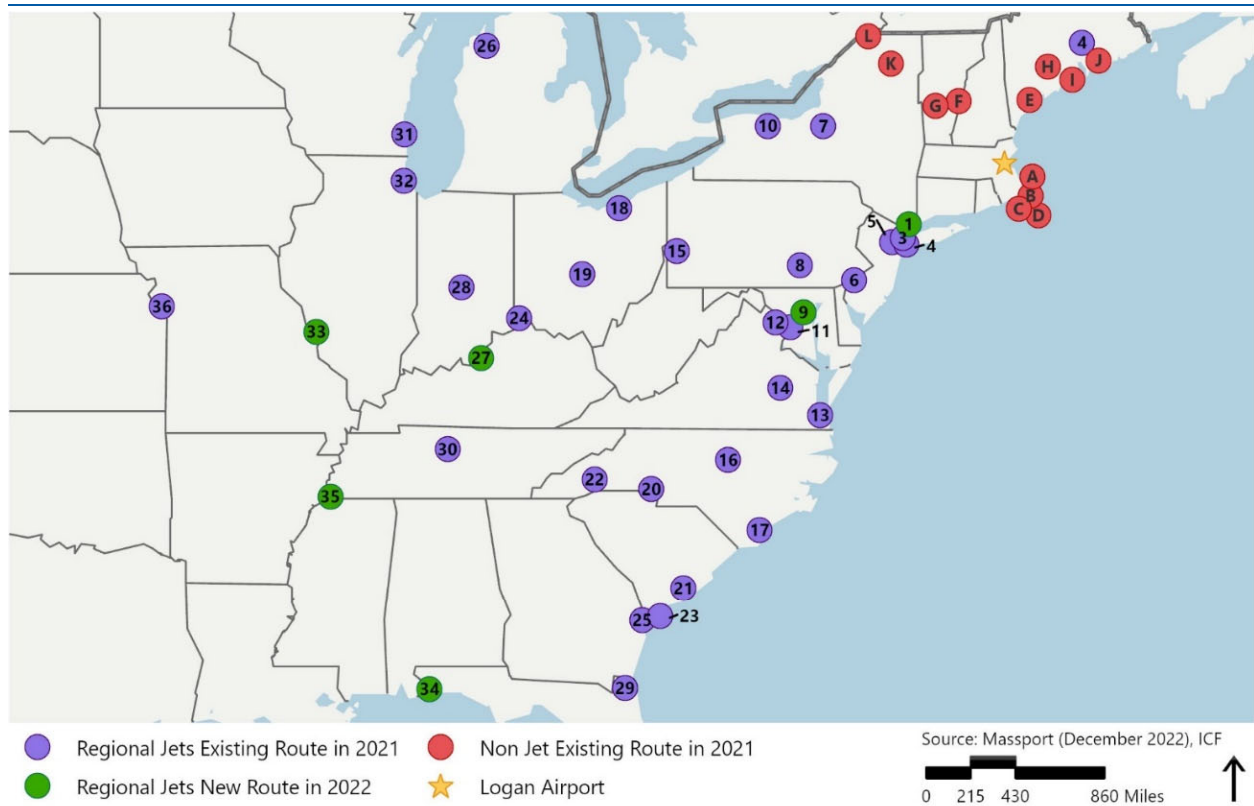 L
26
4
K
H
J
I
G
F
E
31
10
7
32
A
B
C
D
18
1
5
3
4
15
19
8
6
28
36
24
9
12
11
33
27
14
13
30
16
22
20
35
17
21
25
23
34
29
Regional Jets Existing Route in 2021
Non Jet Existing Route in 2021
Regional Jets New Route in 2022
Logan Airport
Source: Massport (December 2022), ICF
0 215 430 860 Miles